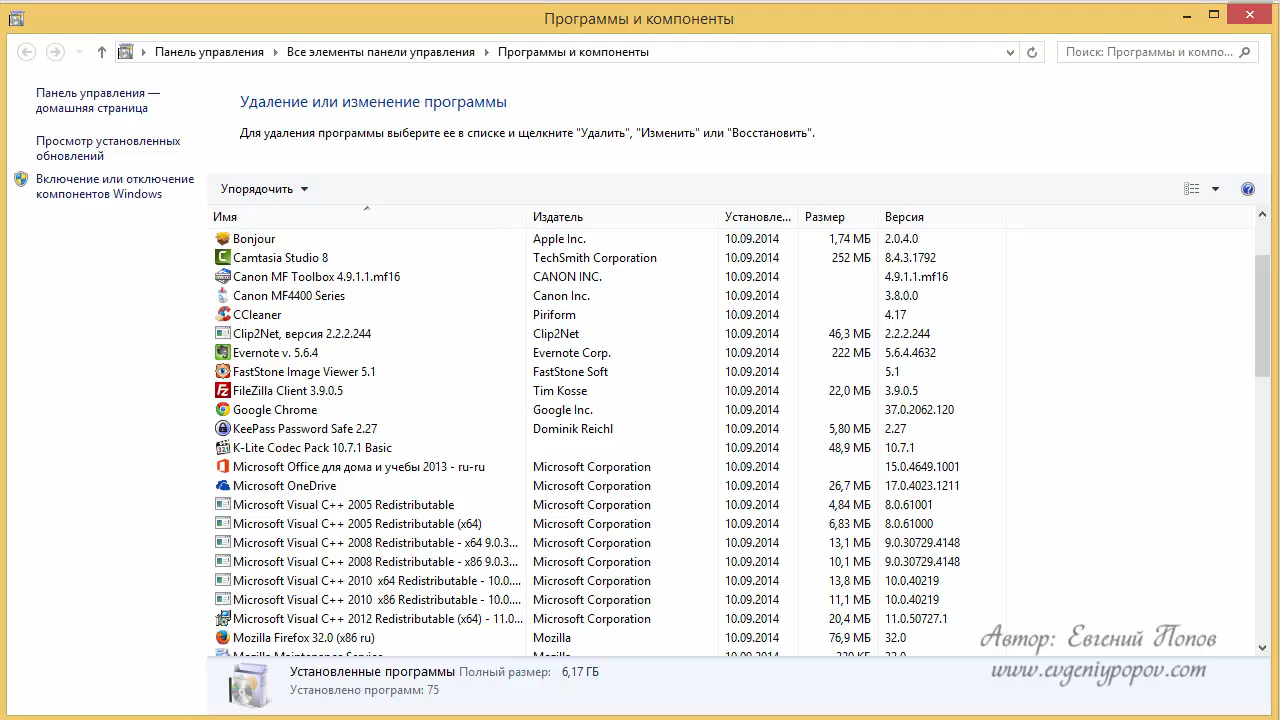 Программы и компоненты
Панель управления Все элементы панели управления Программы и компоненты
Поиск: Программы и компо...
Панель управления —
домашняя страница
Просмотр установленных
обновлений
Включение или отключение
компонентов Windows
Удаление или изменение программы
Для удаления программы выберите ее в списке и щелкните "Удалить", "Изменить" или "Восстановить".
Упорядочить
Имя Издатель Установле... Размер Версия
Bonjour Apple Inc. 10.09.2014 1,74 МБ 2.0.4.0
Camtasia Studio 8 TechSmith Corporation 10.09.2014 252 МБ 8.4.3.1792
Canon MF Toolbox 4.9.1.1.mf16 CANON INC. 10.09.2014 4.9.1.1.mf16
Canon MF4400 Series Canon Inc. 10.09.2014 3.8.0.0
CCleaner Piriform 10.09.2014 4.17
Clip2Net, версия 2.2.2.244 Clip2Net 10.09.2014 46,3 МБ 2.2.2.244
Evernote v. 5.6.4 Evernote Corp. 10.09.2014 222 МБ 5.6.4.4632
FastStone Image Viewer 5.1 FastStone Soft 10.09.2014 5.1
FileZilla Client 3.9.0.5 Tim Kosse 10.09.2014 22,0 МБ 3.9.0.5
Google Chrome Google Inc. 10.09.2014 37.0.2062.120
KeePass Password Safe 2.27 Dominik Reichl 10.09.2014 5,80 МБ 2.27
K-Lite Codec Pack 10.7.1 Basic 10.09.2014 48,9 МБ 10.7.1
Microsoft Office для дома и учебы 2013 - ru-ru Microsoft Corporation 10.09.2014 15.0.4649.1001
Microsoft OneDrive Microsoft Corporation 10.09.2014 26,7 МБ 17.0.4023.1211
Microsoft Visual C++ 2005 Redistributable Microsoft Corporation 10.09.2014 4,84 МБ 8.0.61001
Microsoft Visual C++ 2005 Redistributable (x64) Microsoft Corporation 10.09.2014 6,83 МБ 8.0.61000
Microsoft Visual C++ 2008 Redistributable - x64 9.0.3... Microsoft Corporation 10.09.2014 13,1 МБ 9.0.30729.4148
Microsoft Visual C++ 2008 Redistributable - x86 9.0.3... Microsoft Corporation 10.09.2014 10,1 МБ 9.0.30729.4148
Microsoft Visual C++ 2010 x64 Redistributable - 10.0.... Microsoft Corporation 10.09.2014 13,8 МБ 10.0.40219
Microsoft Visual C++ 2010 x86 Redistributable - 10.0.... Microsoft Corporation 10.09.2014 11,1 МБ 10.0.40219
Microsoft Visual C++ 2012 Redistributable (x64) - 11.0... Microsoft Corporation 10.09.2014 20,4 МБ 11.0.50727.1
Mozilla Firefox 32.0 (x86 ru) Mozilla 10.09.2014 76,9 МБ 32.0
Автор: Евгений Попов
www.evgeniypopov.com
Установленные программы Полный размер: 6,17 ГБ
Установлено программ: 75